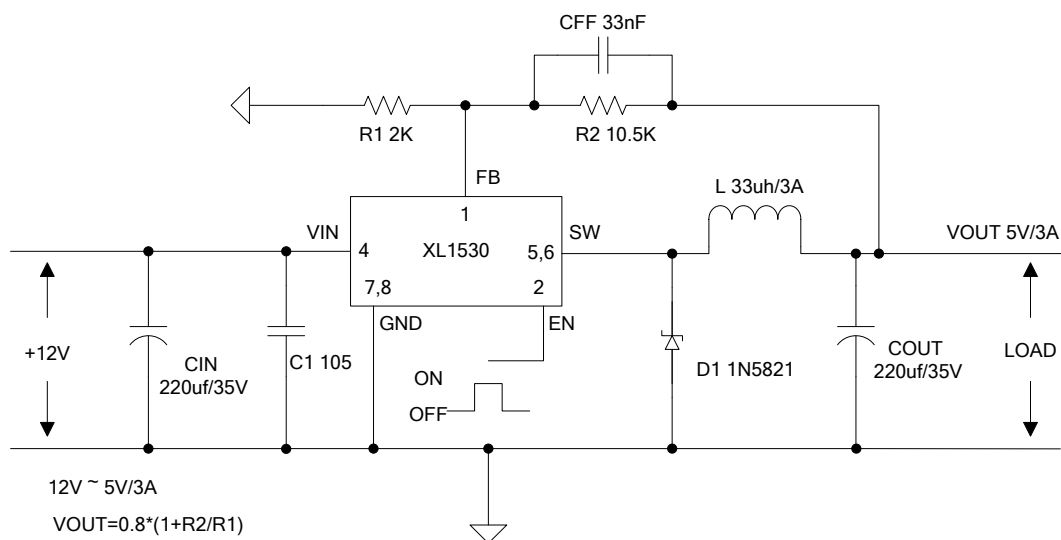 CFF 33nF
R1 2K
R2 10.5K
FB
L 33uh/3A
1
VIN
SW
VOUT 5V/3A
4
XL1530
5,6
7,8
2
GND
EN
+12V
CIN
220uf/35V
C1 105
ON
OFF
D1 1N5821
COUT
220uf/35V
LOAD
12V ~ 5V/3A
VOUT=0.8*(1+R2/R1)